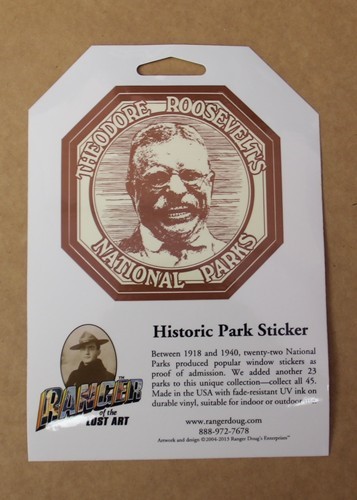 THEODORE ROOSEVELT'S
NATIONAL PARKS
Historic Park Sticker
Between 1918 and 1940, twenty-two National
Parks produced popular window stickers as
proof of admission. We added another 23
parks to this unique collection—collect all 45.
Made in the USA with fade-resistant UV ink on
durable vinyl, suitable for indoor or outdoor
RANGER
of the
LOST ART
www.rangerdoug.com
888-972-7678
Artwork and design ©2004-2013 Ranger Doug's Enterprises™